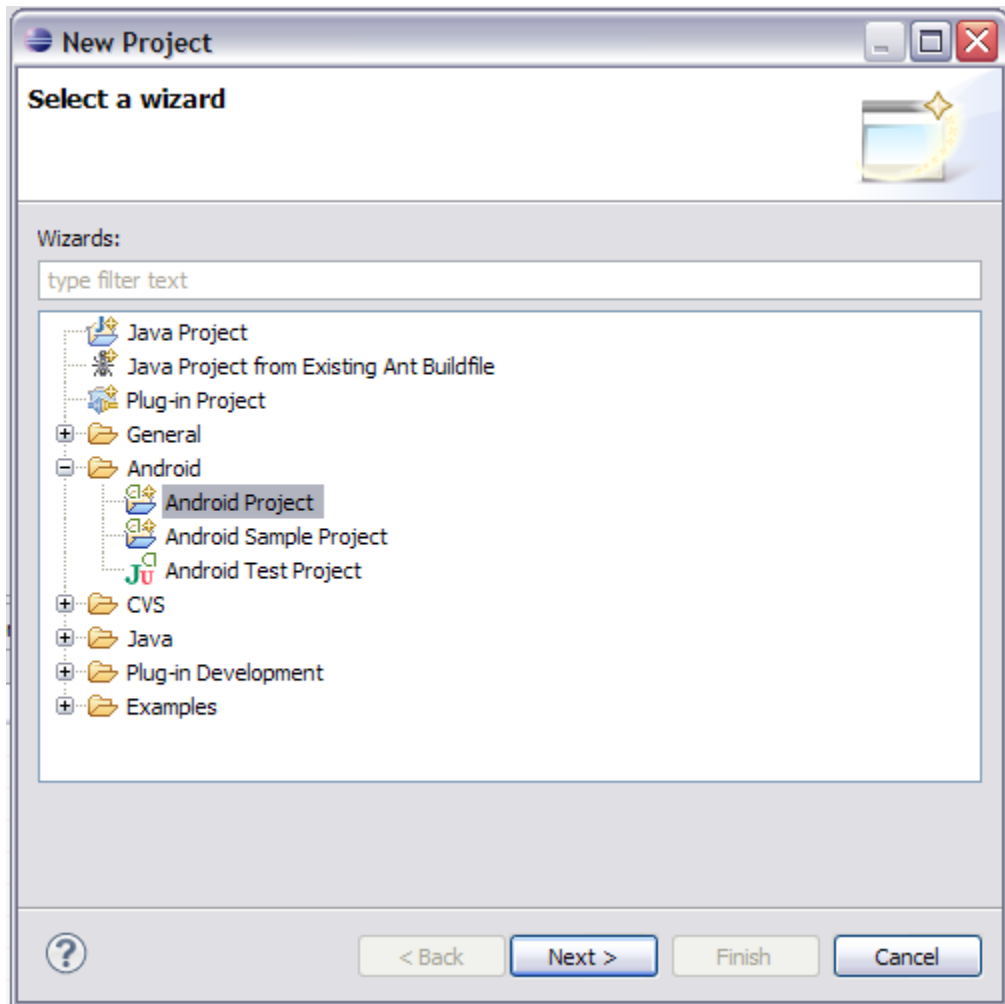 New Project
Select a wizard
Wizards:
type filter text
Java Project
Java Project from Existing Ant Buildfile
Plug-in Project
General
Android
Android Project
Android Sample Project
Android Test Project
CVS
Java
Plug-in Development
Examples
? < Back Next > Finish Cancel